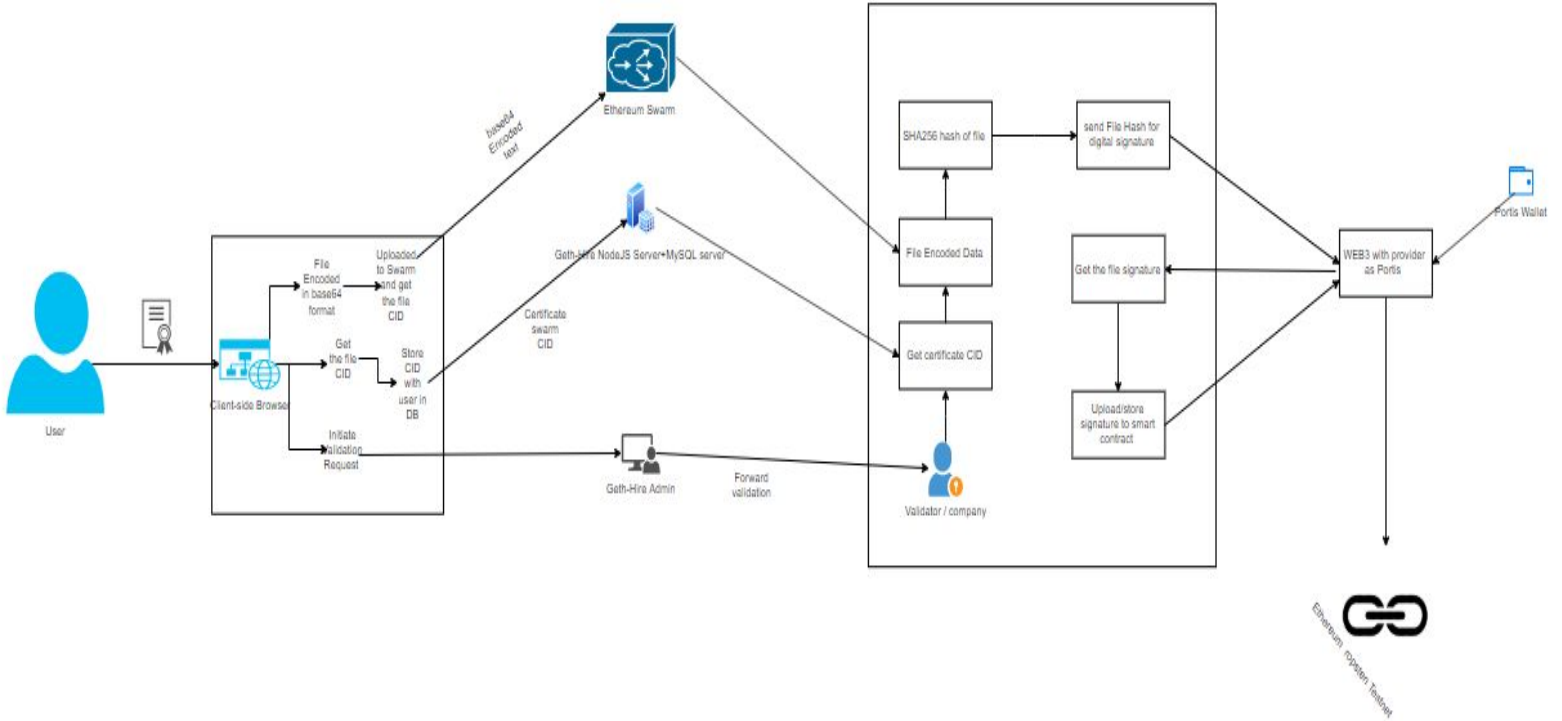 User
Client-side Browser
File
Encoded
in base64
format
Uploaded
to Swarm
and get
the file
CID
Get
the file
CID
Store
CID
with
user in
DB
Initiate
Validation
Request
base64
Encoded
text
Ethereum Swarm
Geth-Hire NodeJS Server+MySQL server
Certificate
swarm
CID
Geth-Hire Admin
Forward
validation
SHA256 hash of file
send File Hash for
digital signature
File Encoded Data
Get the file signature
Get certificate CID
Upload/store
signature to smart
contract
Validator / company
WEB3 with provider
as Portis
Portis Wallet
Ethereum ropsten Testnet